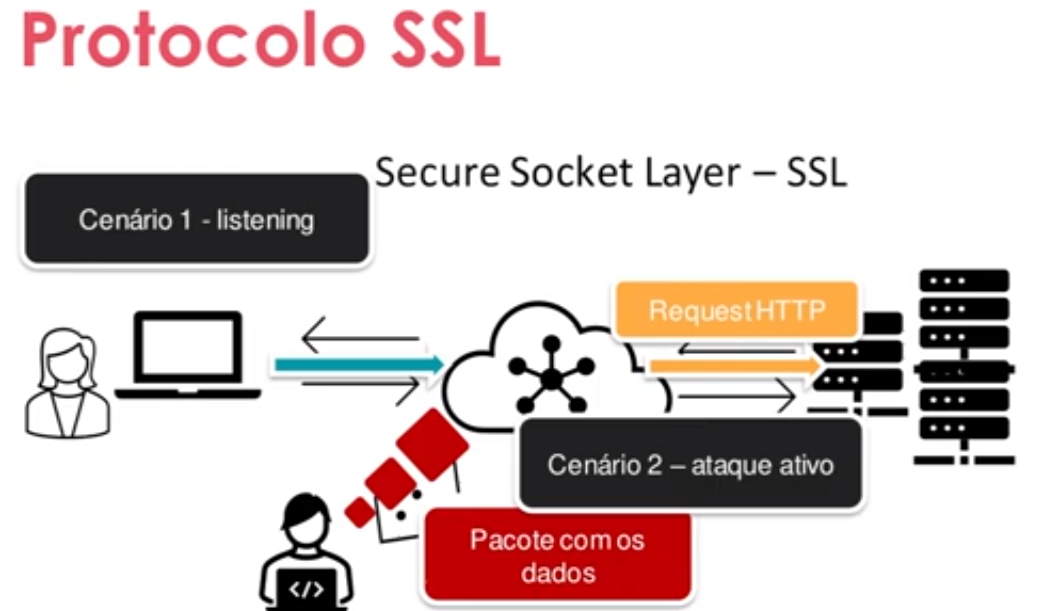 Protocolo SSL
Secure Socket Layer – SSL
Cenário 1 - listening
Request HTTP
Cenário 2 – ataque ativo
Pacote com os
dados
</>